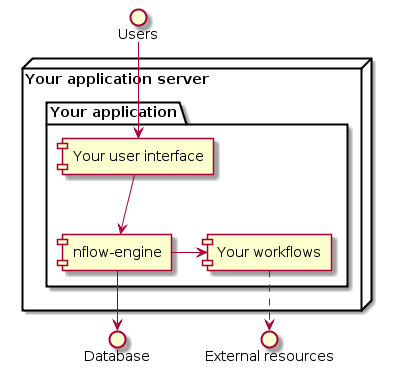 Users
Your application server
Your application
Your user interface
nflow-engine
Your workflows
Database
External resources